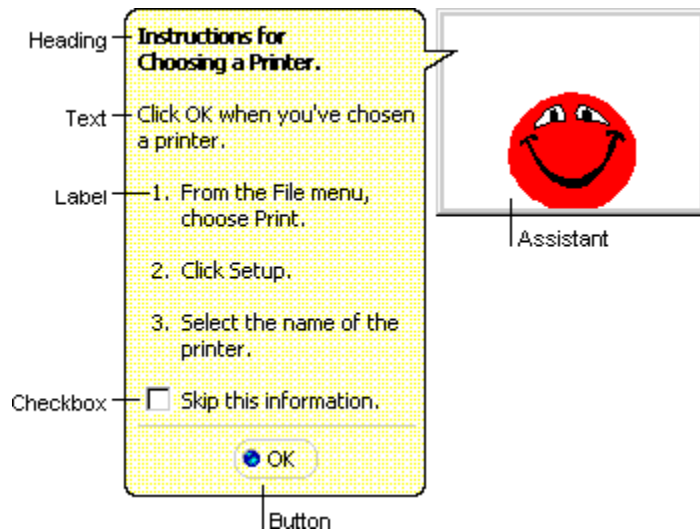 Heading
Instructions for
Choosing a Printer.
Text
Click OK when you've chosen
a printer.
Label
1. From the File menu,
choose Print.
2. Click Setup.
3. Select the name of the
printer.
Checkbox
Skip this information.
OK
Button
Assistant